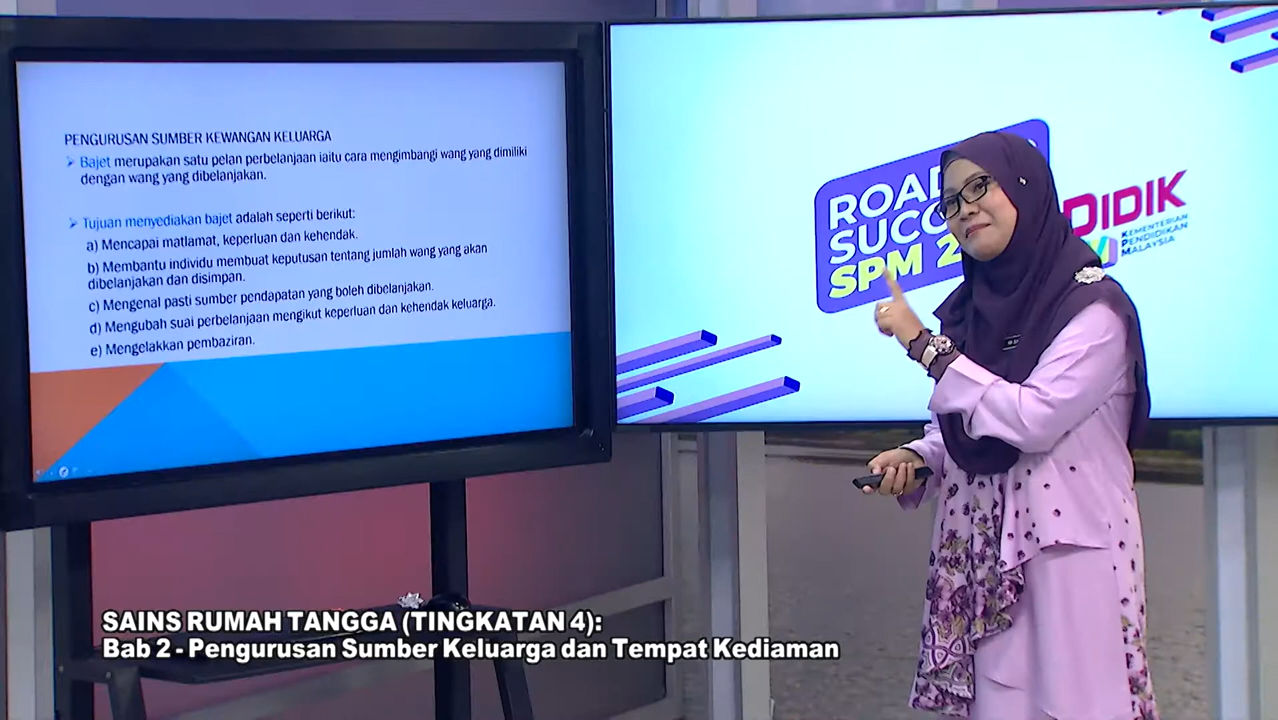 PENGURUSAN SUMBER KEWANGAN KELUARGA
➢ Bajet merupakan satu pelan perbelanjaan iaitu cara mengimbangi wang yang dimiliki
dengan wang yang dibelanjakan.
➢ Tujuan menyediakan bajet adalah seperti berikut:
a) Mencapai matlamat, keperluan dan kehendak.
b) Membantu individu membuat keputusan tentang jumlah wang yang akan
dibelanjakan dan disimpan.
c) Mengenal pasti sumber pendapatan yang boleh dibelanjakan.
d) Mengubah suai perbelanjaan mengikut keperluan dan kehendak keluarga.
e) Mengelakkan pembaziran.
SPM 2
DIDIK
KEMENTERIAN
PENDIDIKAN
MALAYSIA
SAINS RUMAH TANGGA (TINGKATAN 4):
Bab 2 - Pengurusan Sumber Keluarga dan Tempat Kediaman